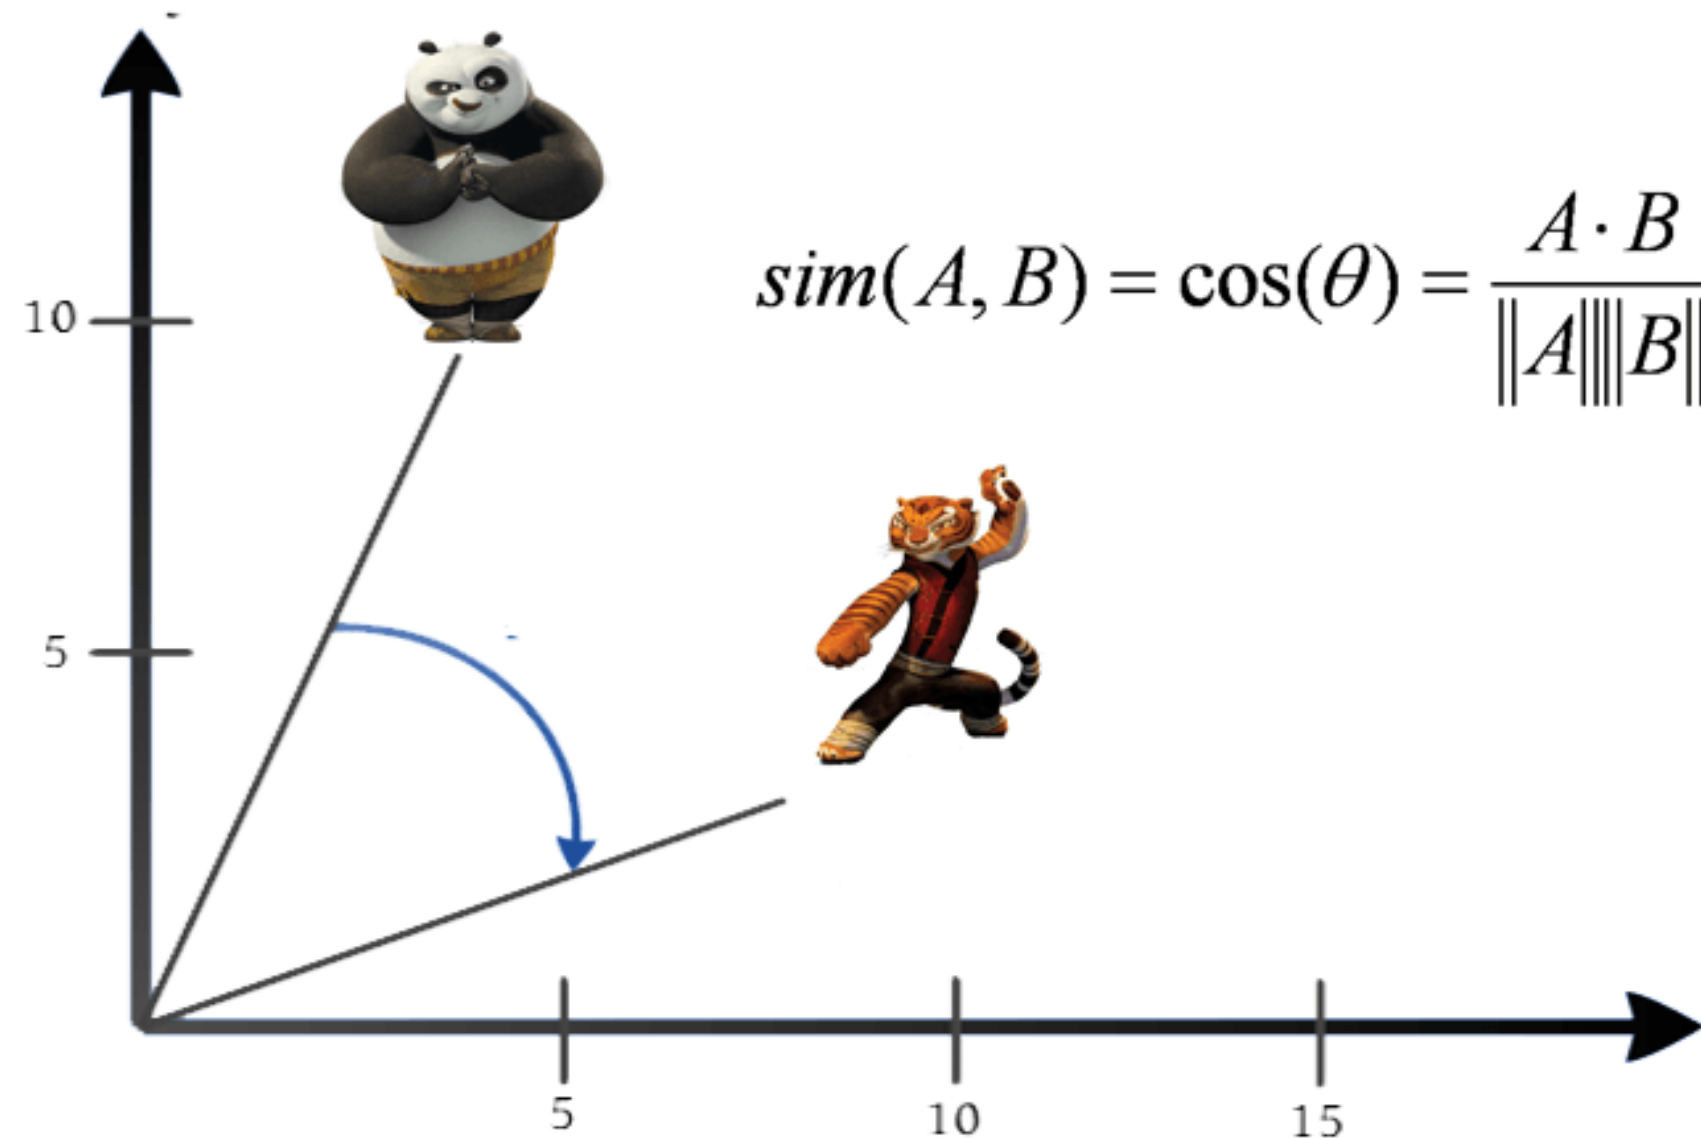 sim(A, B) = cos(θ) = A · B / ||A||||B||
10
5
5 10 15